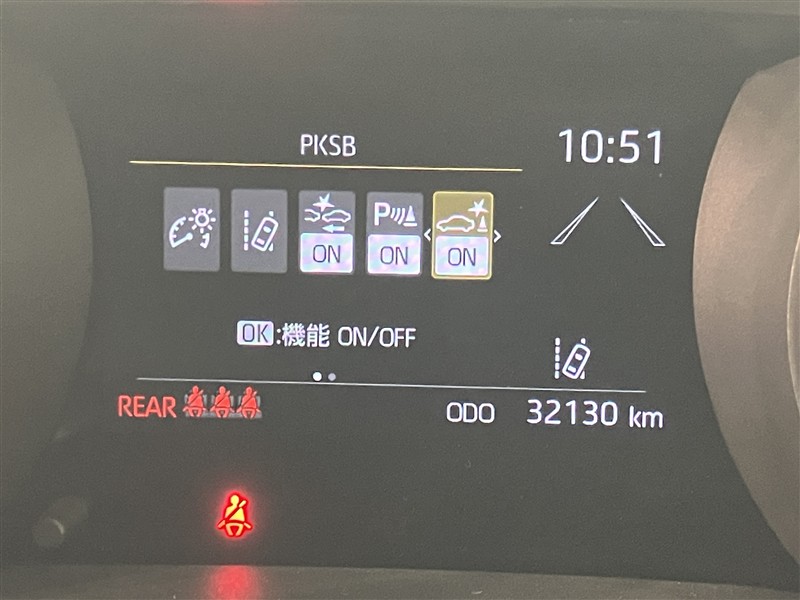 PKSB
10:51
P
ON ON ON
OK:機能 ON/OFF
REAR
ODO 32130 km